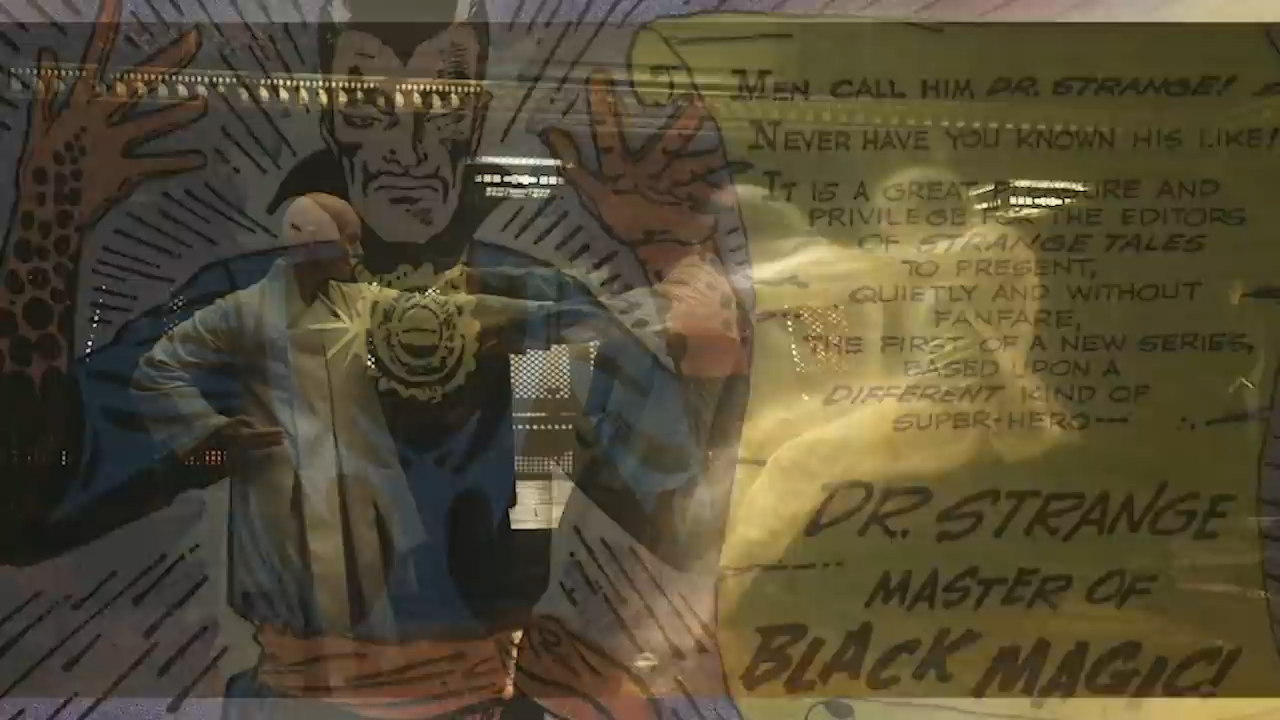 MEN CALL HIM DR. STRANGE!
NEVER HAVE YOU KNOWN HIS LIKE!
IT IS A GREAT AND
PRIVILEGE FOR THE EDITORS
OF STRANGE TALES
TO PRESENT,
QUIETLY AND WITHOUT
FANFARE,
THE FIRST OF A NEW SERIES,
BASED UPON A
DIFFERENT KIND OF
SUPER-HERO--
DR. STRANGE
MASTER OF
BLACK MAGIC!